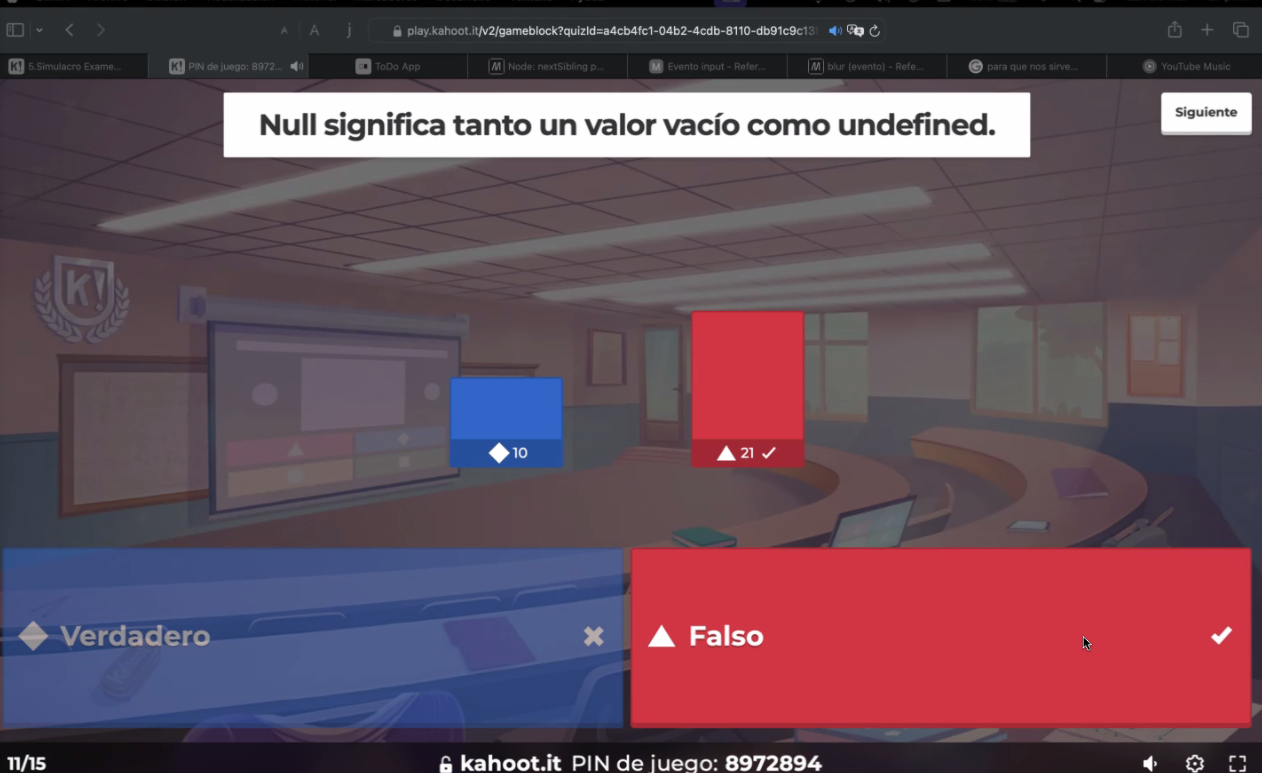 A A j play.kahoot.it/v2/gameblock?quizId=a4cb4fc1-04b2-4cdb-8110-db91c9c13
K! 5.Simulacro Exame...
K! PIN de juego: 8972...
ToDo App
Node: nextSibling p...
Evento input - Refer...
blur (evento) - Refe...
para que nos sirve...
YouTube Music
Null significa tanto un valor vacío como undefined.
Siguiente
K!
10
21
Verdadero
Falso
11/15
kahoot.it PIN de juego: 8972894